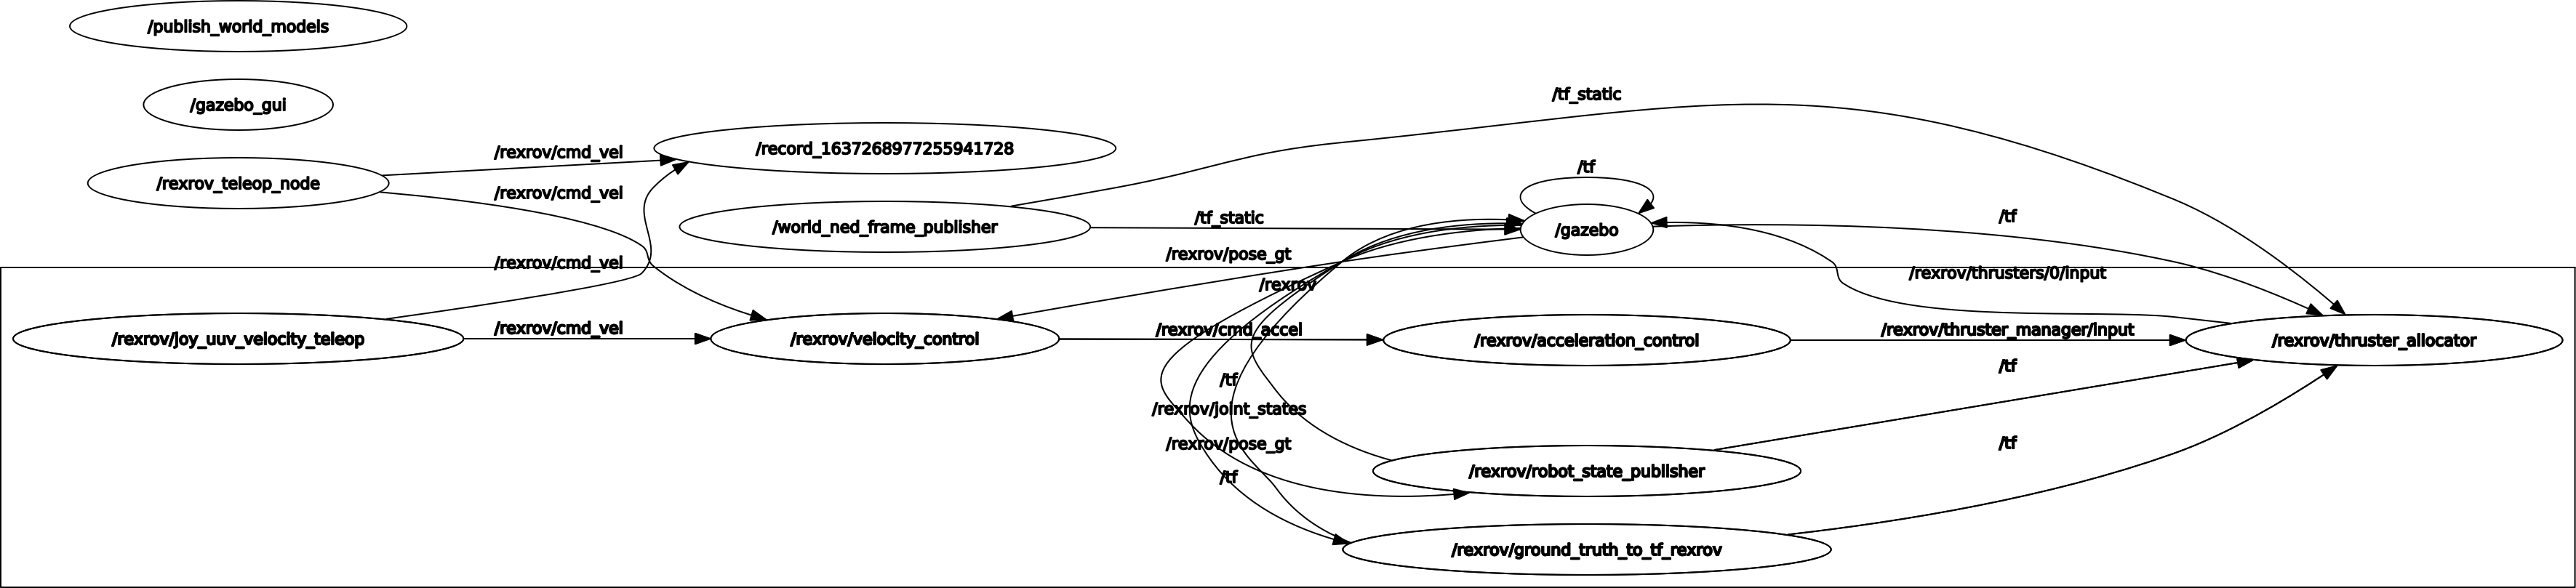 /publish_world_models
/gazebo_gui
/rexrov_teleop_node
/rexrov/cmd_vel
/rexrov/cmd_vel
/record_1637268977255941728
/world_ned_frame_publisher
/tf_static
/tf_static
/tf
/gazebo
/tf
/rexrov/cmd_vel
/rexrov/pose_gt
/rexrov
/rexrov/thrusters/0/input
/rexrov/joy_uuv_velocity_teleop
/rexrov/cmd_vel
/rexrov/velocity_control
/rexrov/cmd_accel
/rexrov/acceleration_control
/rexrov/thruster_manager/input
/rexrov/thruster_allocator
/tf
/tf
/rexrov/joint_states
/rexrov/pose_gt
/tf
/tf
/rexrov/robot_state_publisher
/rexrov/ground_truth_to_tf_rexrov